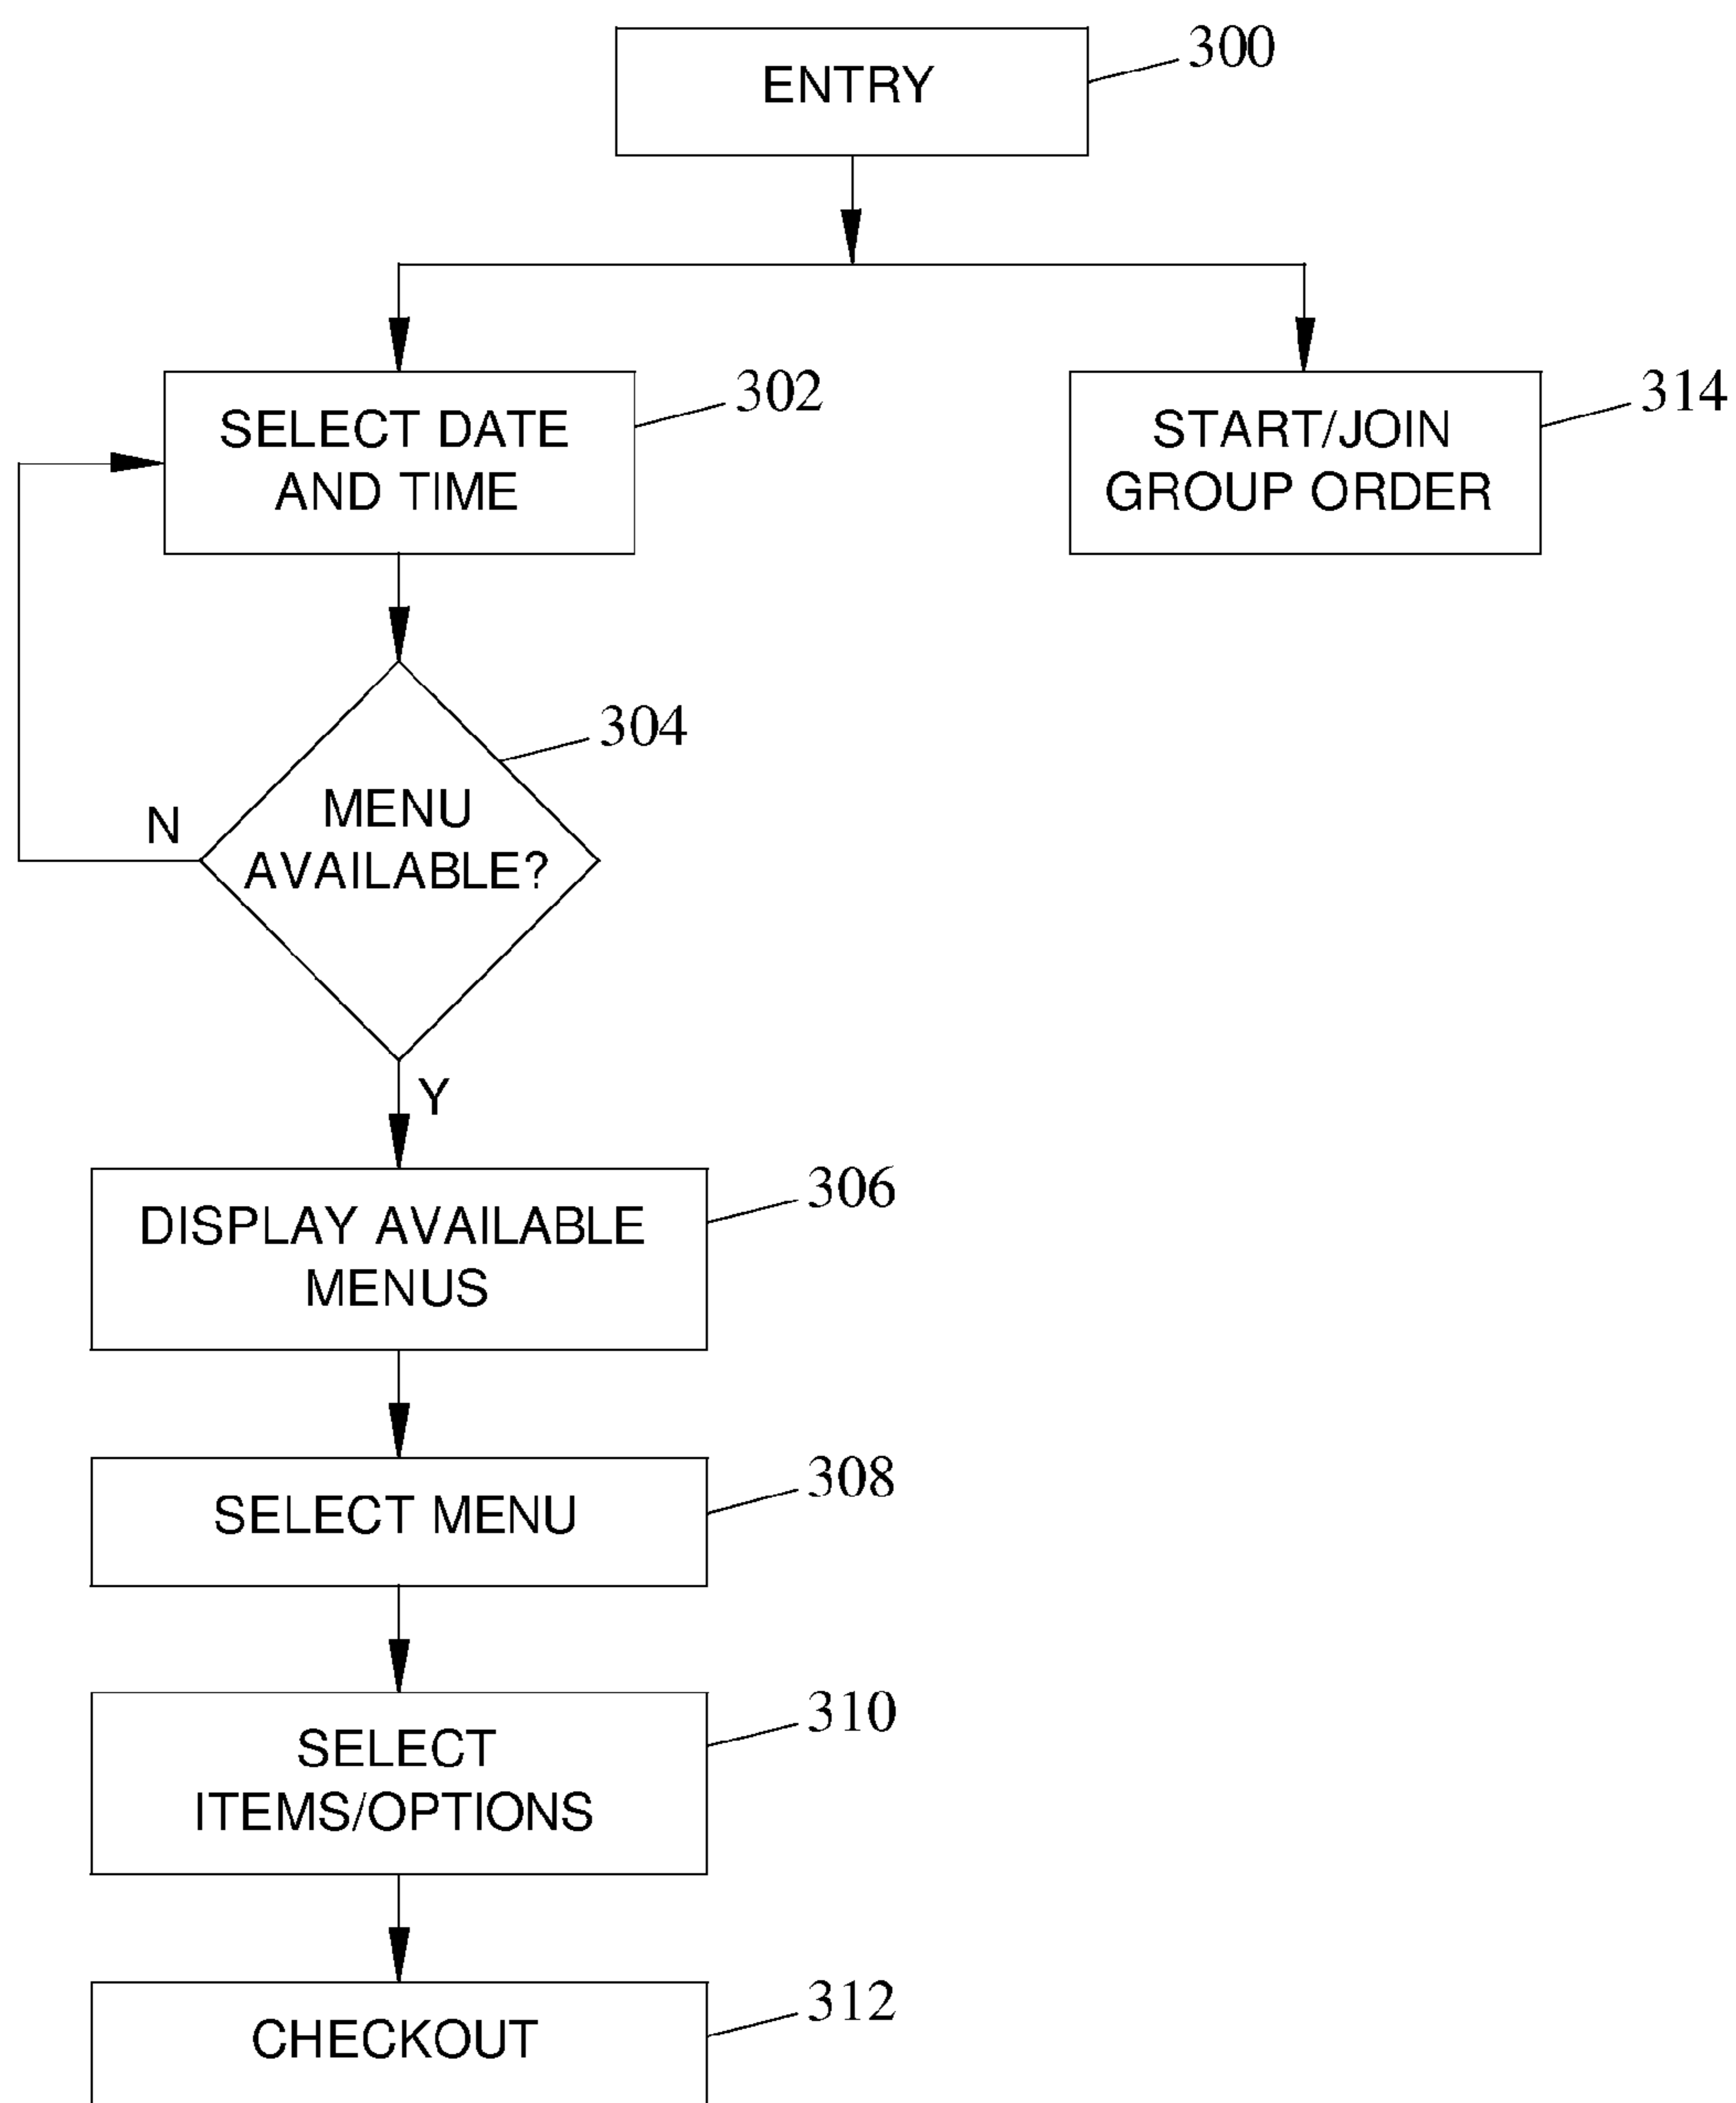 ENTRY
300
SELECT DATE
AND TIME
302
START/JOIN
GROUP ORDER
314
MENU
AVAILABLE?
304
N
Y
DISPLAY AVAILABLE
MENUS
306
SELECT MENU
308
SELECT
ITEMS/OPTIONS
310
CHECKOUT
312